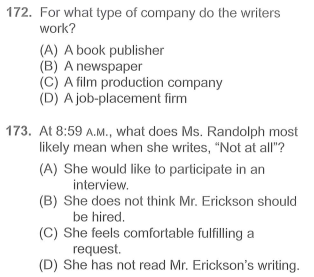 172. For what type of company do the writers
work?
(A) A book publisher
(B) A newspaper
(C) A film production company
(D) A job-placement firm
173. At 8:59 A.M., what does Ms. Randolph most
likely mean when she writes, "Not at all"?
(A) She would like to participate in an
interview.
(B) She does not think Mr. Erickson should
be hired.
(C) She feels comfortable fulfilling a
request.
(D) She has not read Mr. Erickson's writing.